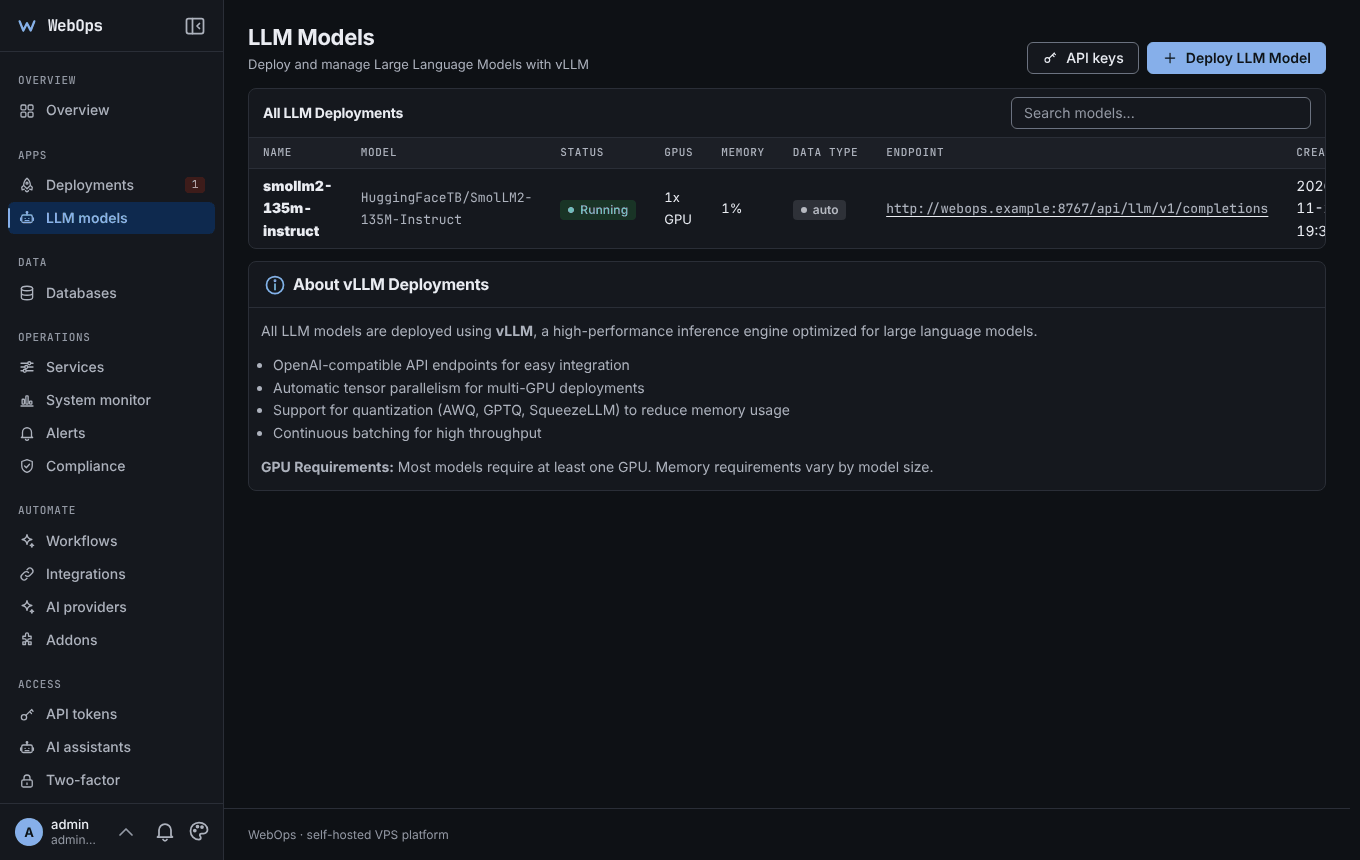 WebOps
OVERVIEW
Overview
APPS
Deployments 1
LLM models
DATA
Databases
OPERATIONS
Services
System monitor
Alerts
Compliance
AUTOMATE
Workflows
Integrations
AI providers
Addons
ACCESS
API tokens
AI assistants
Two-factor
A admin
admin...
LLM Models
Deploy and manage Large Language Models with vLLM
API keys
Deploy LLM Model
All LLM Deployments
Search models...
NAME MODEL STATUS GPUS MEMORY DATA TYPE ENDPOINT CREA
smollm2-
135m-
instruct
HuggingFaceTB/SmolLM2-
135M-Instruct
Running
1x
GPU
1%
auto
http://webops.example:8767/api/llm/v1/completions
11-
19:3
About vLLM Deployments
All LLM models are deployed using vLLM, a high-performance inference engine optimized for large language models.
OpenAI-compatible API endpoints for easy integration
Automatic tensor parallelism for multi-GPU deployments
Support for quantization (AWQ, GPTQ, SqueezeLLM) to reduce memory usage
Continuous batching for high throughput
GPU Requirements: Most models require at least one GPU. Memory requirements vary by model size.
WebOps · self-hosted VPS platform